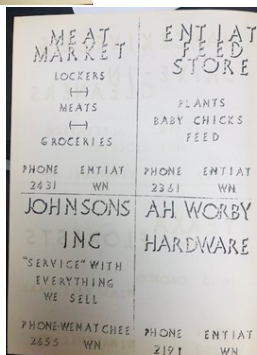 MEAT
MARKET
LOCKERS
MEATS
GROCERIES
PHONE ENTIAT
2431 WN
ENTIAT
FEED
STORE
PLANTS
BABY CHICKS
FEED
PHONE ENTIAT
2361 WN
JOHNSONS
INC
"SERVICE" WITH
EVERYTHING
WE SELL
PHONE-WENATCHEE
2655 WN.
A.H. WORBY
HARDWARE
PHONE ENTIAT
2191 WN.